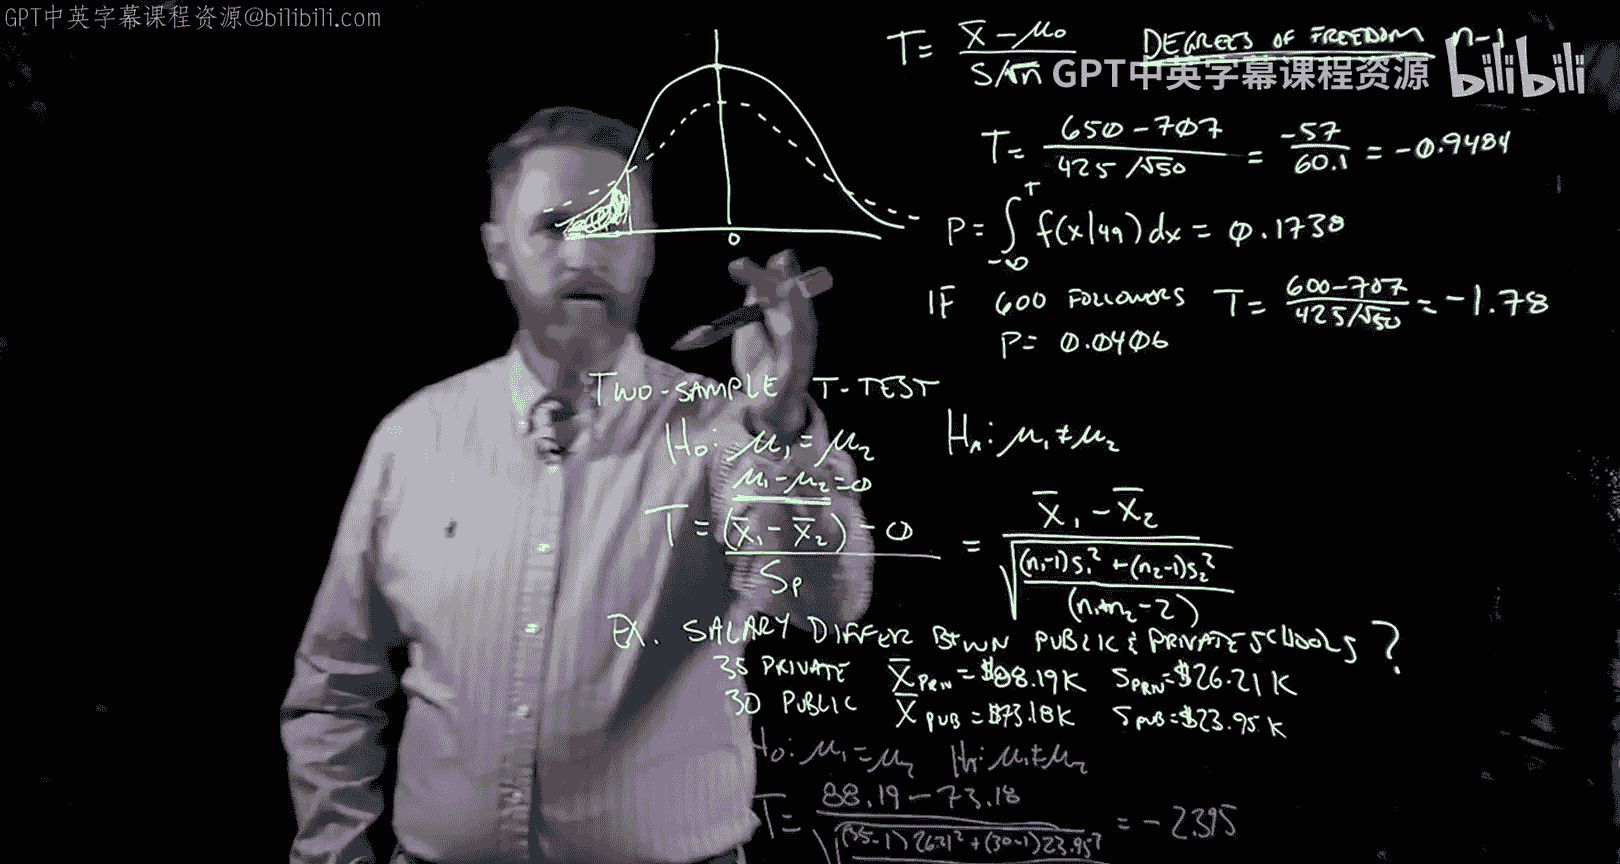 GPT中英字幕课程资源@bilibili.com
T = (X̄ - μ₀) / (S/√n)   DEGREES OF FREEDOM n-1
GPT中英字幕课程资源 bilibili
T = (650-707) / (425/√50) = -57/60.1 = -0.9484
P = ∫_{-∞}^{T} f(x|49) dx = 0.1738
0
IF 600 FOLLOWERS T = (600-707) / (425/√50) = -1.78
P = 0.0406
TWO-SAMPLE T-TEST
H₀: μ₁ = μ₂   Hₐ: μ₁ ≠ μ₂
μ₁ - μ₂ = 0
T = ((X̄₁ - X̄₂) - 0) / Sp = (X̄₁ - X̄₂) / √(((n₁-1)S₁² + (n₂-1)S₂²) / (n₁+n₂-2))
EX. SALARY DIFFER BTWN PUBLIC & PRIVATE SCHOOLS?
35 PRIVATE X̄PRIV = $88.19K SPRIV = $26.21K
30 PUBLIC X̄PUB = $73.18K SPUB = $23.95K
H₀: μ₁ = μ₂ Hₐ: μ₁ ≠ μ₂
T = (88.19 - 73.18) / √((35-1)26.21² + (30-1)23.95² = -2.395